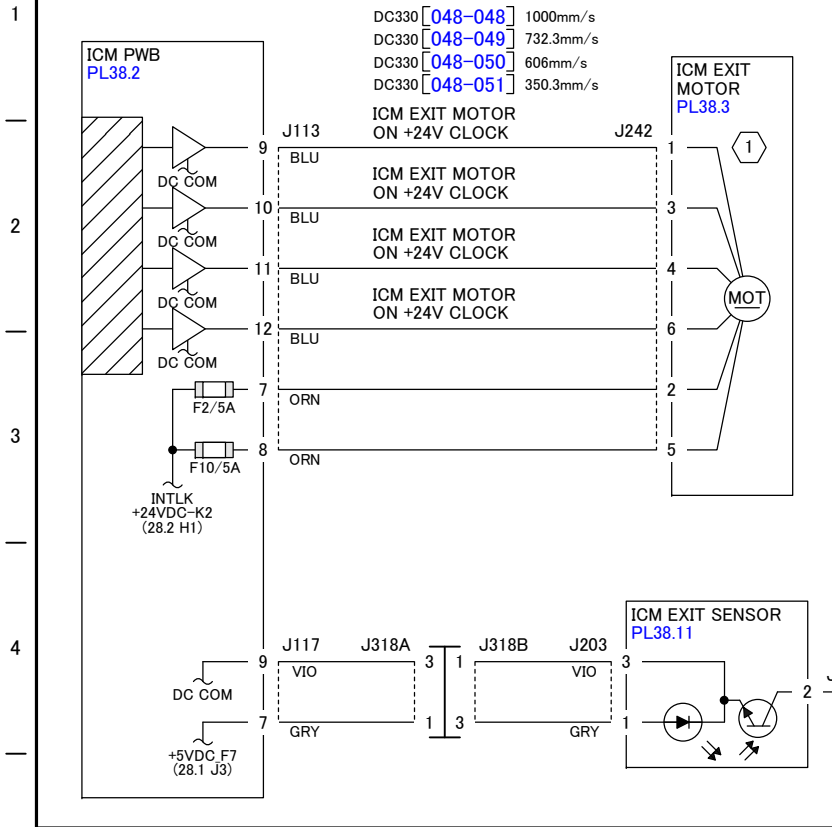 1
DC330 [048-048] 1000mm/s
DC330 [048-049] 732.3mm/s
DC330 [048-050] 606mm/s
DC330 [048-051] 350.3mm/s
ICM PWB
PL38.2
ICM EXIT
MOTOR
PL38.3
J113
ICM EXIT MOTOR
ON +24V CLOCK
J242
9
BLU
1
1
DC COM
ICM EXIT MOTOR
ON +24V CLOCK
2
10
BLU
3
DC COM
ICM EXIT MOTOR
ON +24V CLOCK
11
BLU
4
DC COM
ICM EXIT MOTOR
ON +24V CLOCK
MOT
12
BLU
6
DC COM
F2/5A
7
ORN
2
3
F10/5A
8
ORN
5
INTLK
+24VDC-K2
(28.2 H1)
ICM EXIT SENSOR
PL38.11
4
J117
J318A
J318B
J203
9
VIO
3
1
VIO
3
DC COM
2
J
7
GRY
1
3
GRY
1
+5VDC_F7
(28.1 J3)